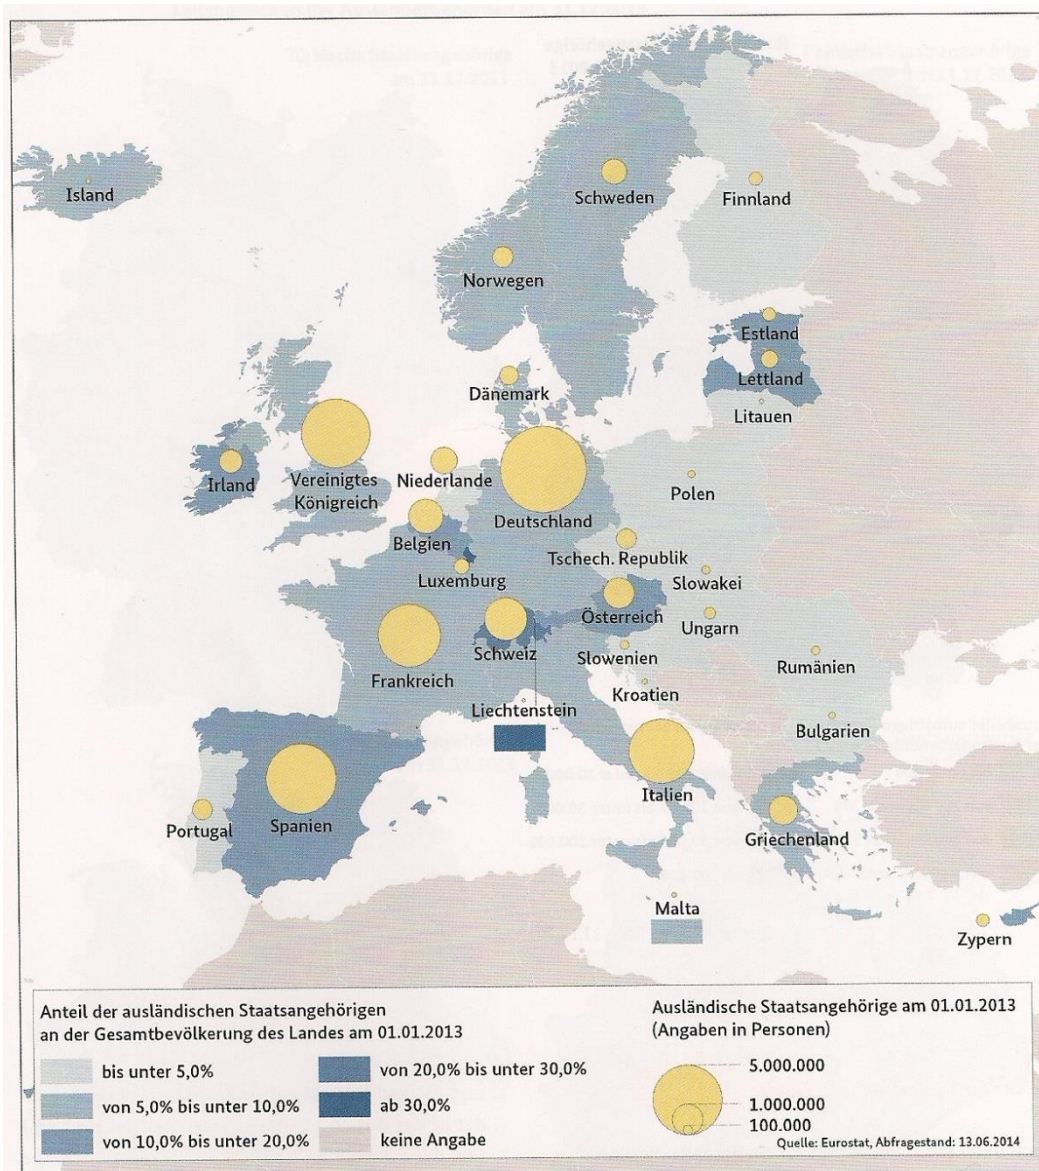 Island
Schweden
Finnland
Norwegen
Estland
Lettland
Dänemark
Litauen
Irland
Vereinigtes
Königreich
Niederlande
Deutschland
Polen
Belgien
Tschech. Republik
Luxemburg
Slowakei
Österreich
Ungarn
Schweiz
Slowenien
Rumänien
Frankreich
Kroatien
Liechtenstein
Bulgarien
Italien
Portugal
Spanien
Griechenland
Malta
Zypern
Anteil der ausländischen Staatsangehörigen
an der Gesamtbevölkerung des Landes am 01.01.2013
bis unter 5,0%
von 5,0% bis unter 10,0%
von 10,0% bis unter 20,0%
von 20,0% bis unter 30,0%
ab 30,0%
keine Angabe
Ausländische Staatsangehörige am 01.01.2013
(Angaben in Personen)
5.000.000
1.000.000
100.000
Quelle: Eurostat, Abfragestand: 13.06.2014